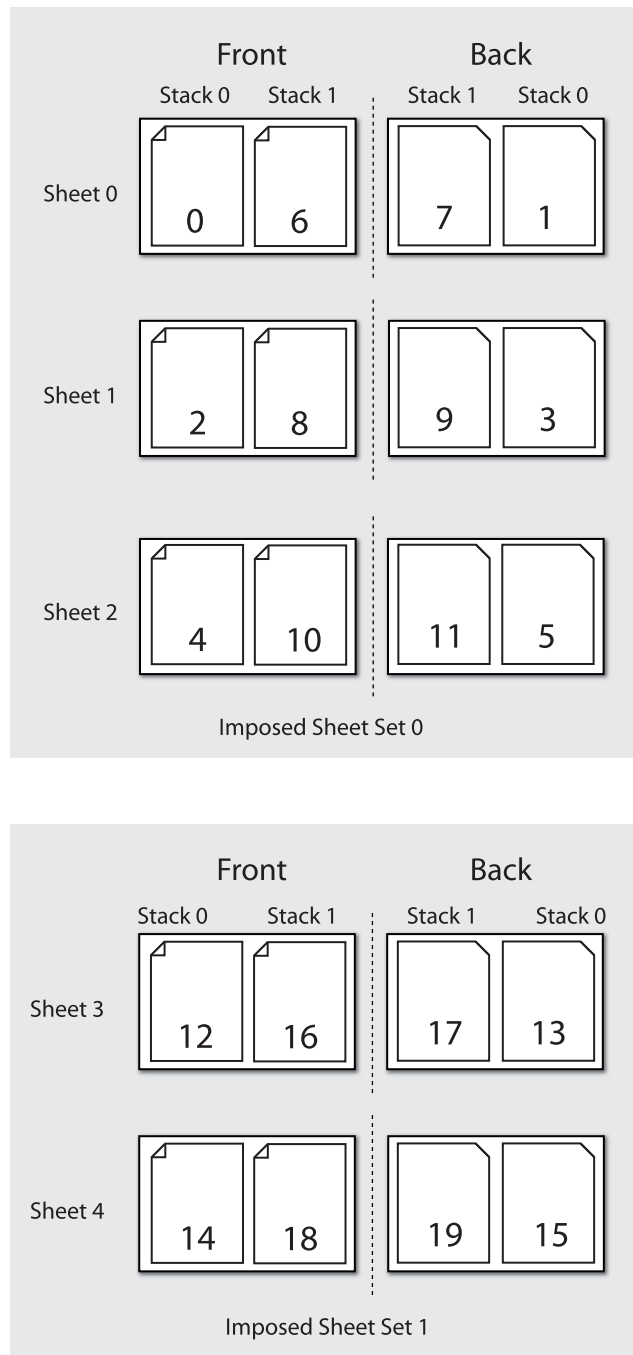 Front Back
Stack 0 Stack 1 Stack 1 Stack 0
Sheet 0
0 6 7 1
Sheet 1
2 8 9 3
Sheet 2
4 10 11 5
Imposed Sheet Set 0
Front Back
Stack 0 Stack 1 Stack 1 Stack 0
Sheet 3
12 16 17 13
Sheet 4
14 18 19 15
Imposed Sheet Set 1